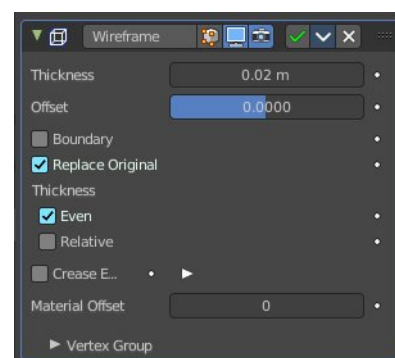 Wireframe
Thickness 0.02 m
Offset 0.0000
Boundary
Replace Original
Thickness
Even
Relative
Crease E...
Material Offset 0
Vertex Group